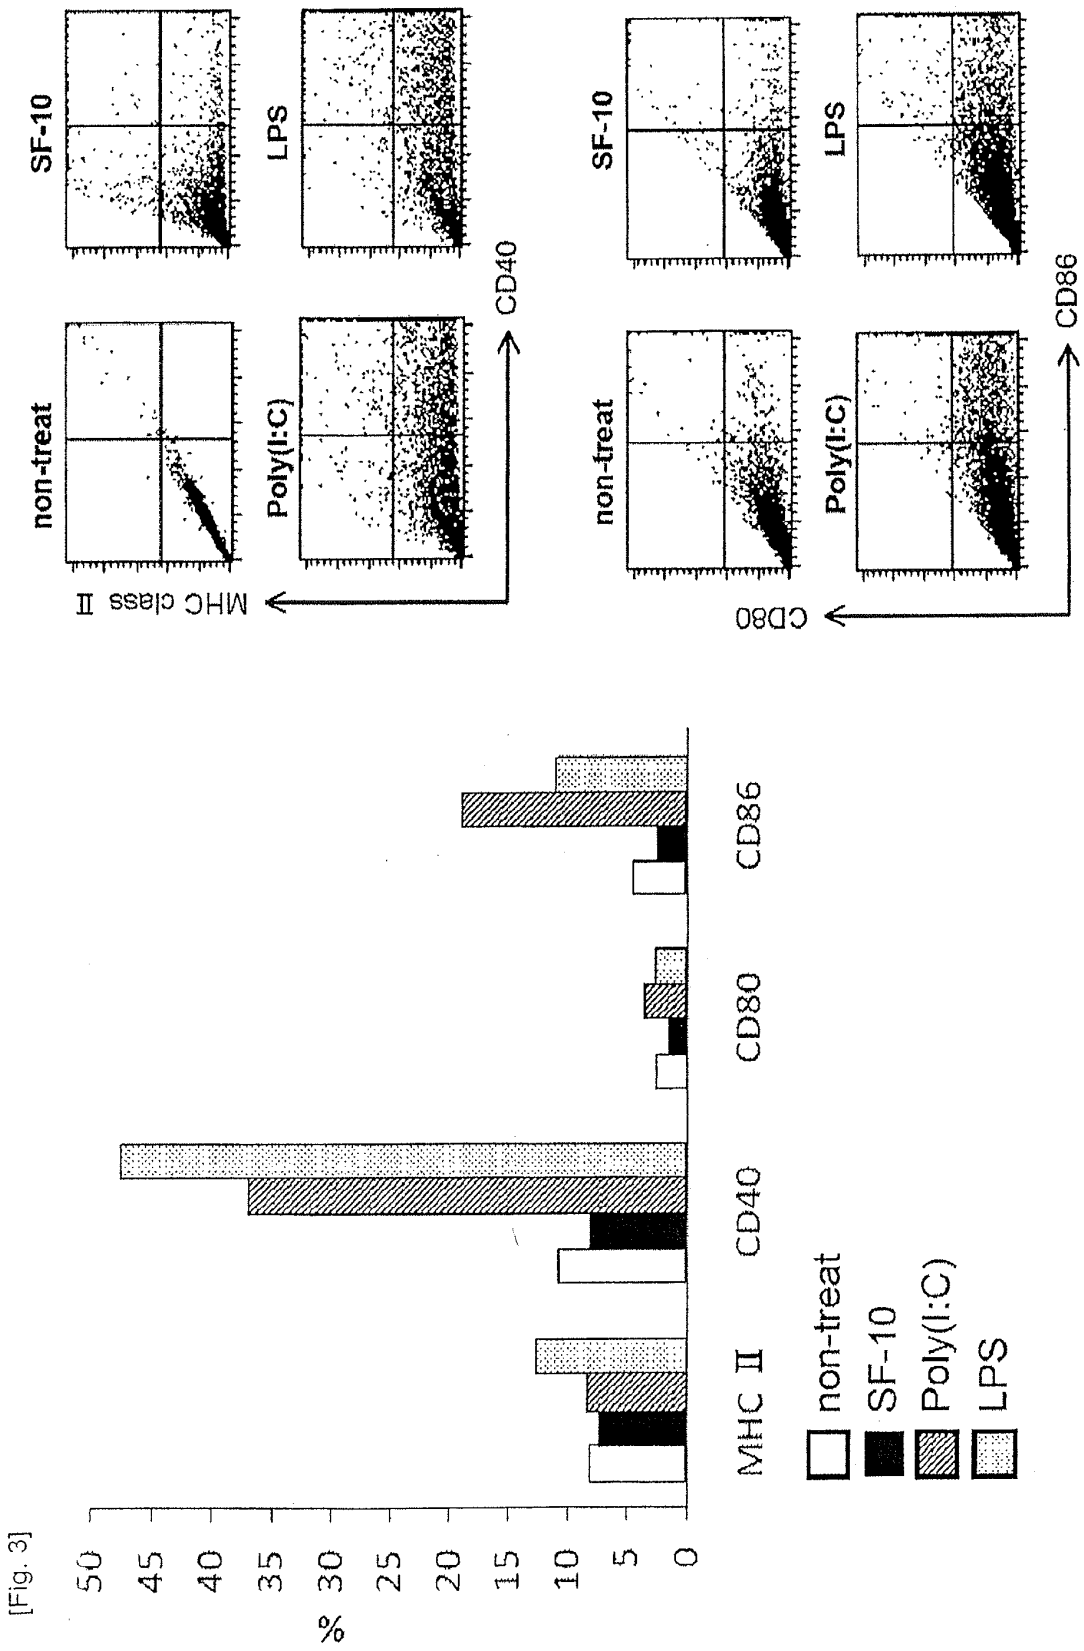 [Fig. 3]
%
50
45
40
35
30
25
20
15
10
5
0
MHC II
CD40
CD80
CD86
non-treat
SF-10
Poly(I:C)
LPS
non-treat
SF-10
Poly(I:C)
LPS
MHC class II
CD40
non-treat
SF-10
Poly(I:C)
LPS
CD80
CD86